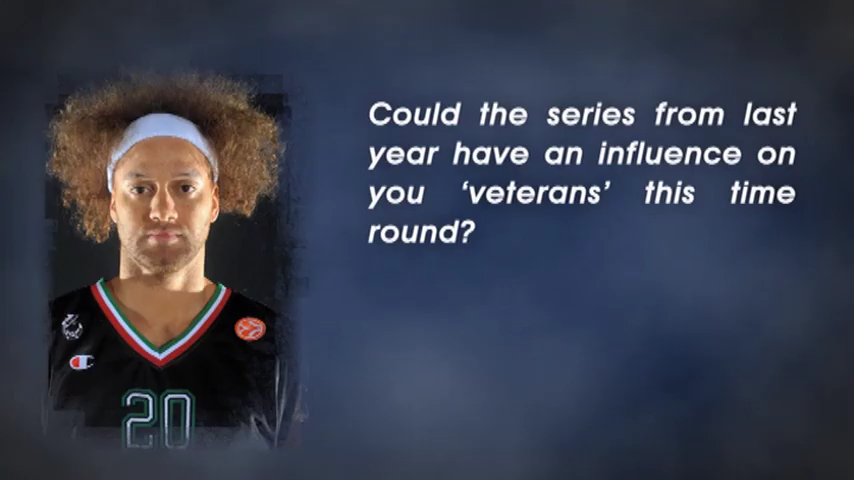 Could the series from last
year have an influence on
you ‘veterans’ this time
round?
20